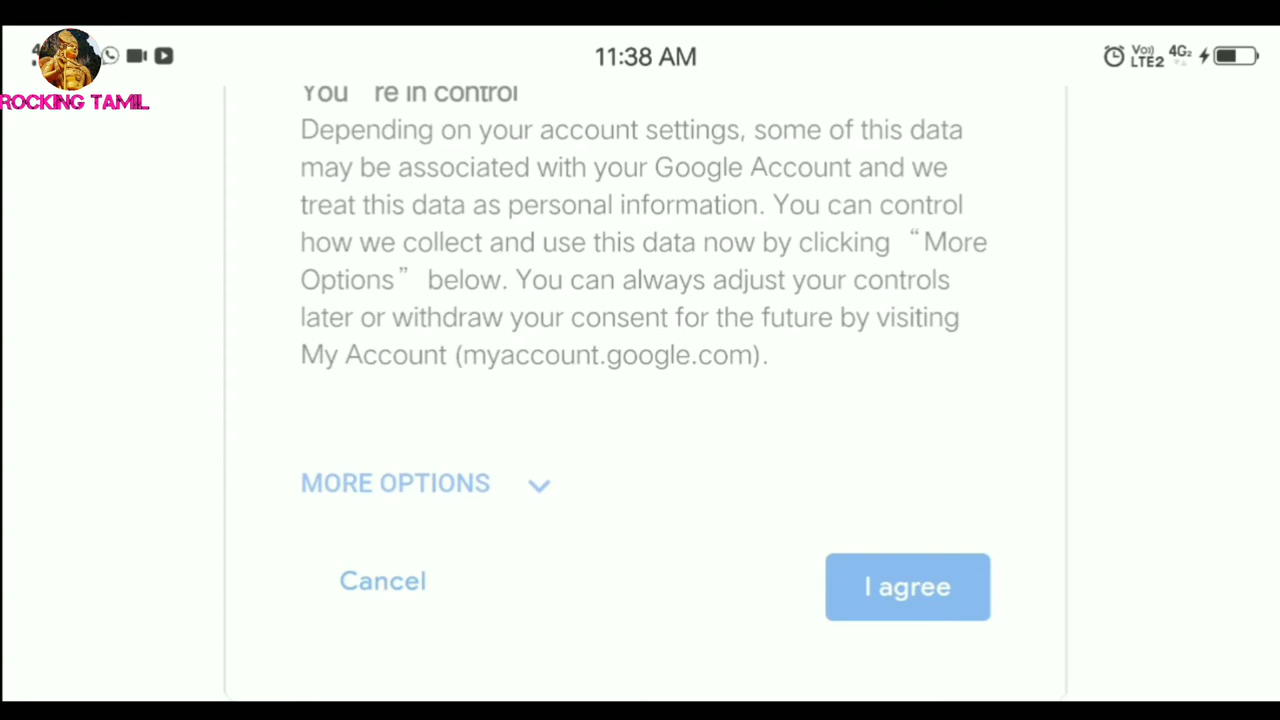 11:38 AM
Vo)) LTE2 4G2
ROCKING TAMIL
You re in control
Depending on your account settings, some of this data
may be associated with your Google Account and we
treat this data as personal information. You can control
how we collect and use this data now by clicking “More
Options” below. You can always adjust your controls
later or withdraw your consent for the future by visiting
My Account (myaccount.google.com).
MORE OPTIONS
Cancel
I agree